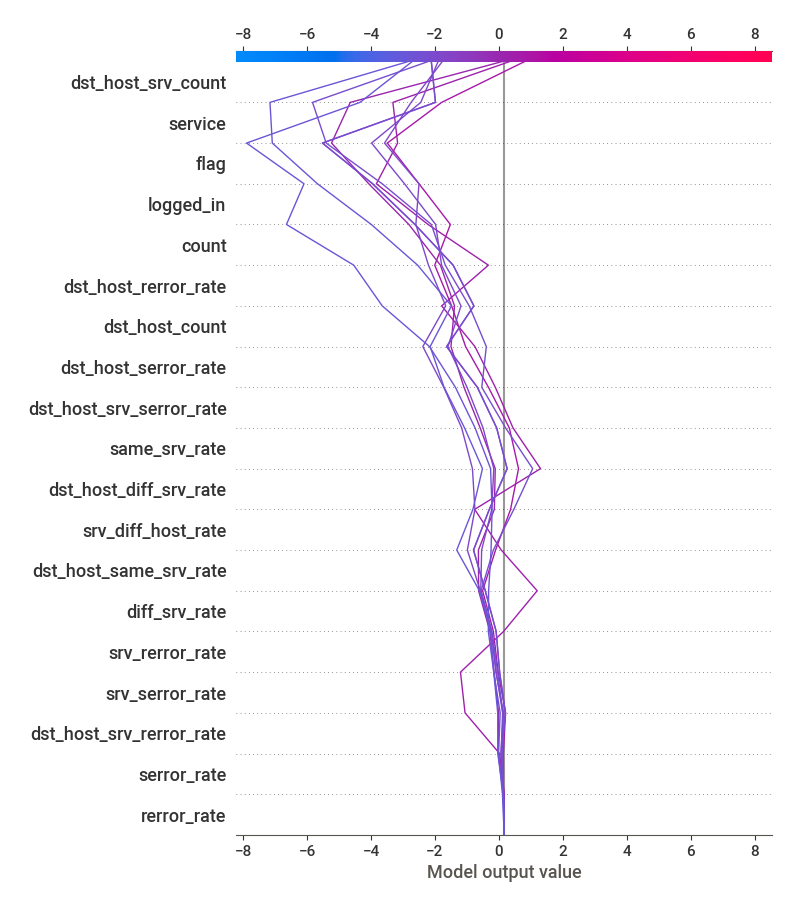 −8 −6 −4 −2 0 2 4 6 8
dst_host_srv_count
service
flag
logged_in
count
dst_host_rerror_rate
dst_host_count
dst_host_serror_rate
dst_host_srv_serror_rate
same_srv_rate
dst_host_diff_srv_rate
srv_diff_host_rate
dst_host_same_srv_rate
diff_srv_rate
srv_rerror_rate
srv_serror_rate
dst_host_srv_rerror_rate
serror_rate
rerror_rate
−8 −6 −4 −2 0 2 4 6 8
Model output value